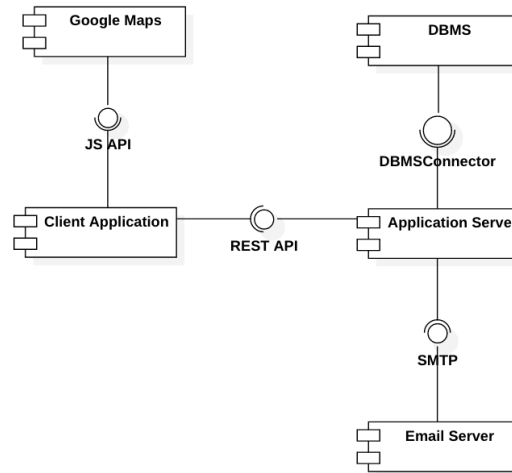 Google Maps
DBMS
JS API
DBMSConnector
Client Application
Application Serve
REST API
SMTP
Email Server